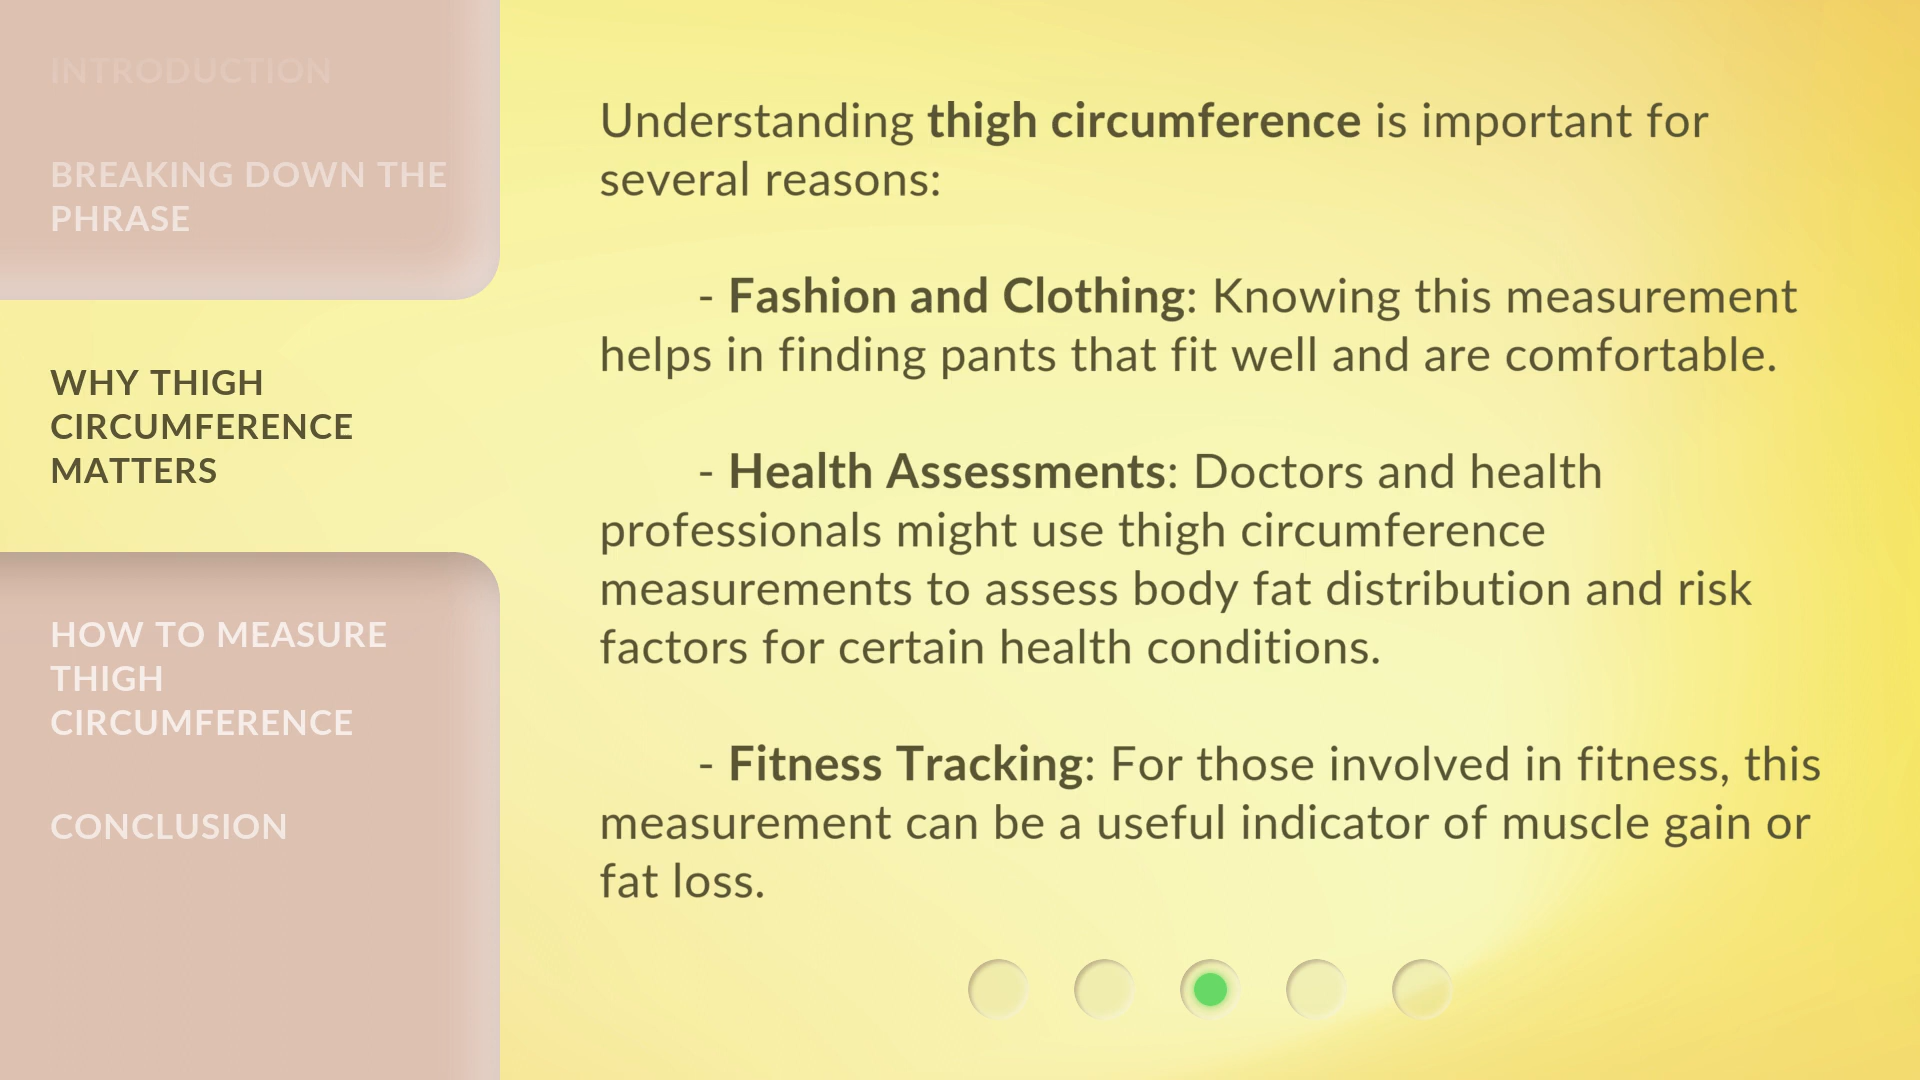 INTRODUCTION
BREAKING DOWN THE
PHRASE
WHY THIGH
CIRCUMFERENCE
MATTERS
HOW TO MEASURE
THIGH
CIRCUMFERENCE
CONCLUSION
Understanding thigh circumference is important for
several reasons:
- Fashion and Clothing: Knowing this measurement
helps in finding pants that fit well and are comfortable.
- Health Assessments: Doctors and health
professionals might use thigh circumference
measurements to assess body fat distribution and risk
factors for certain health conditions.
- Fitness Tracking: For those involved in fitness, this
measurement can be a useful indicator of muscle gain or
fat loss.